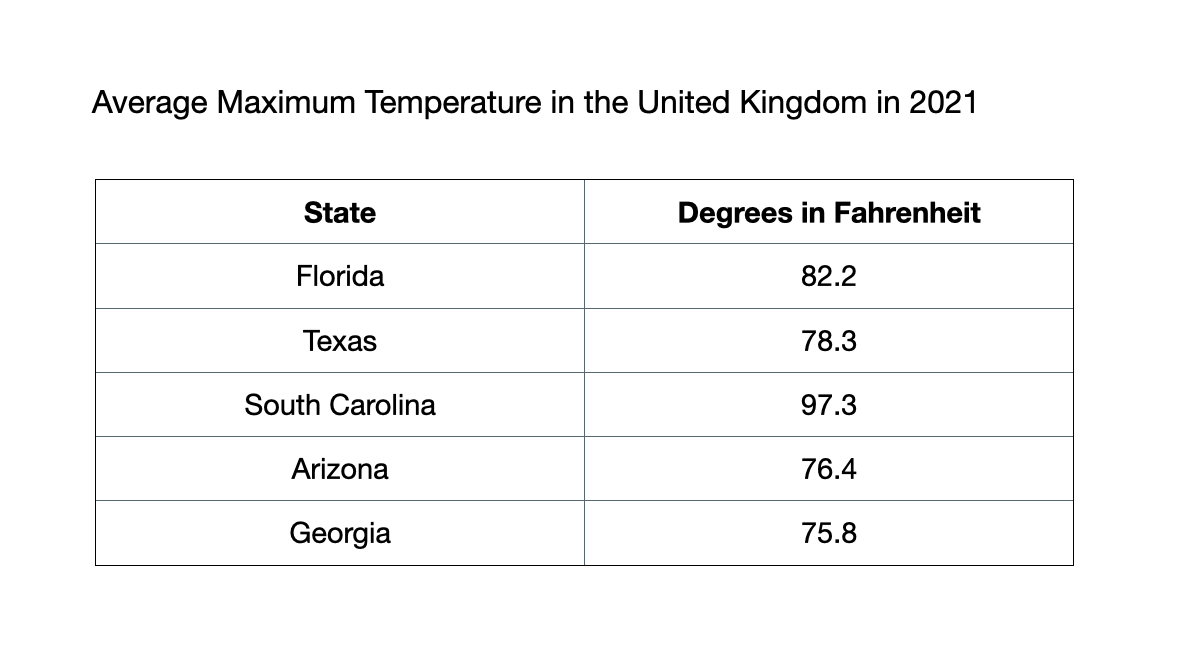 Average Maximum Temperature in the United Kingdom in 2021
State Degrees in Fahrenheit
Florida 82.2
Texas 78.3
South Carolina 97.3
Arizona 76.4
Georgia 75.8